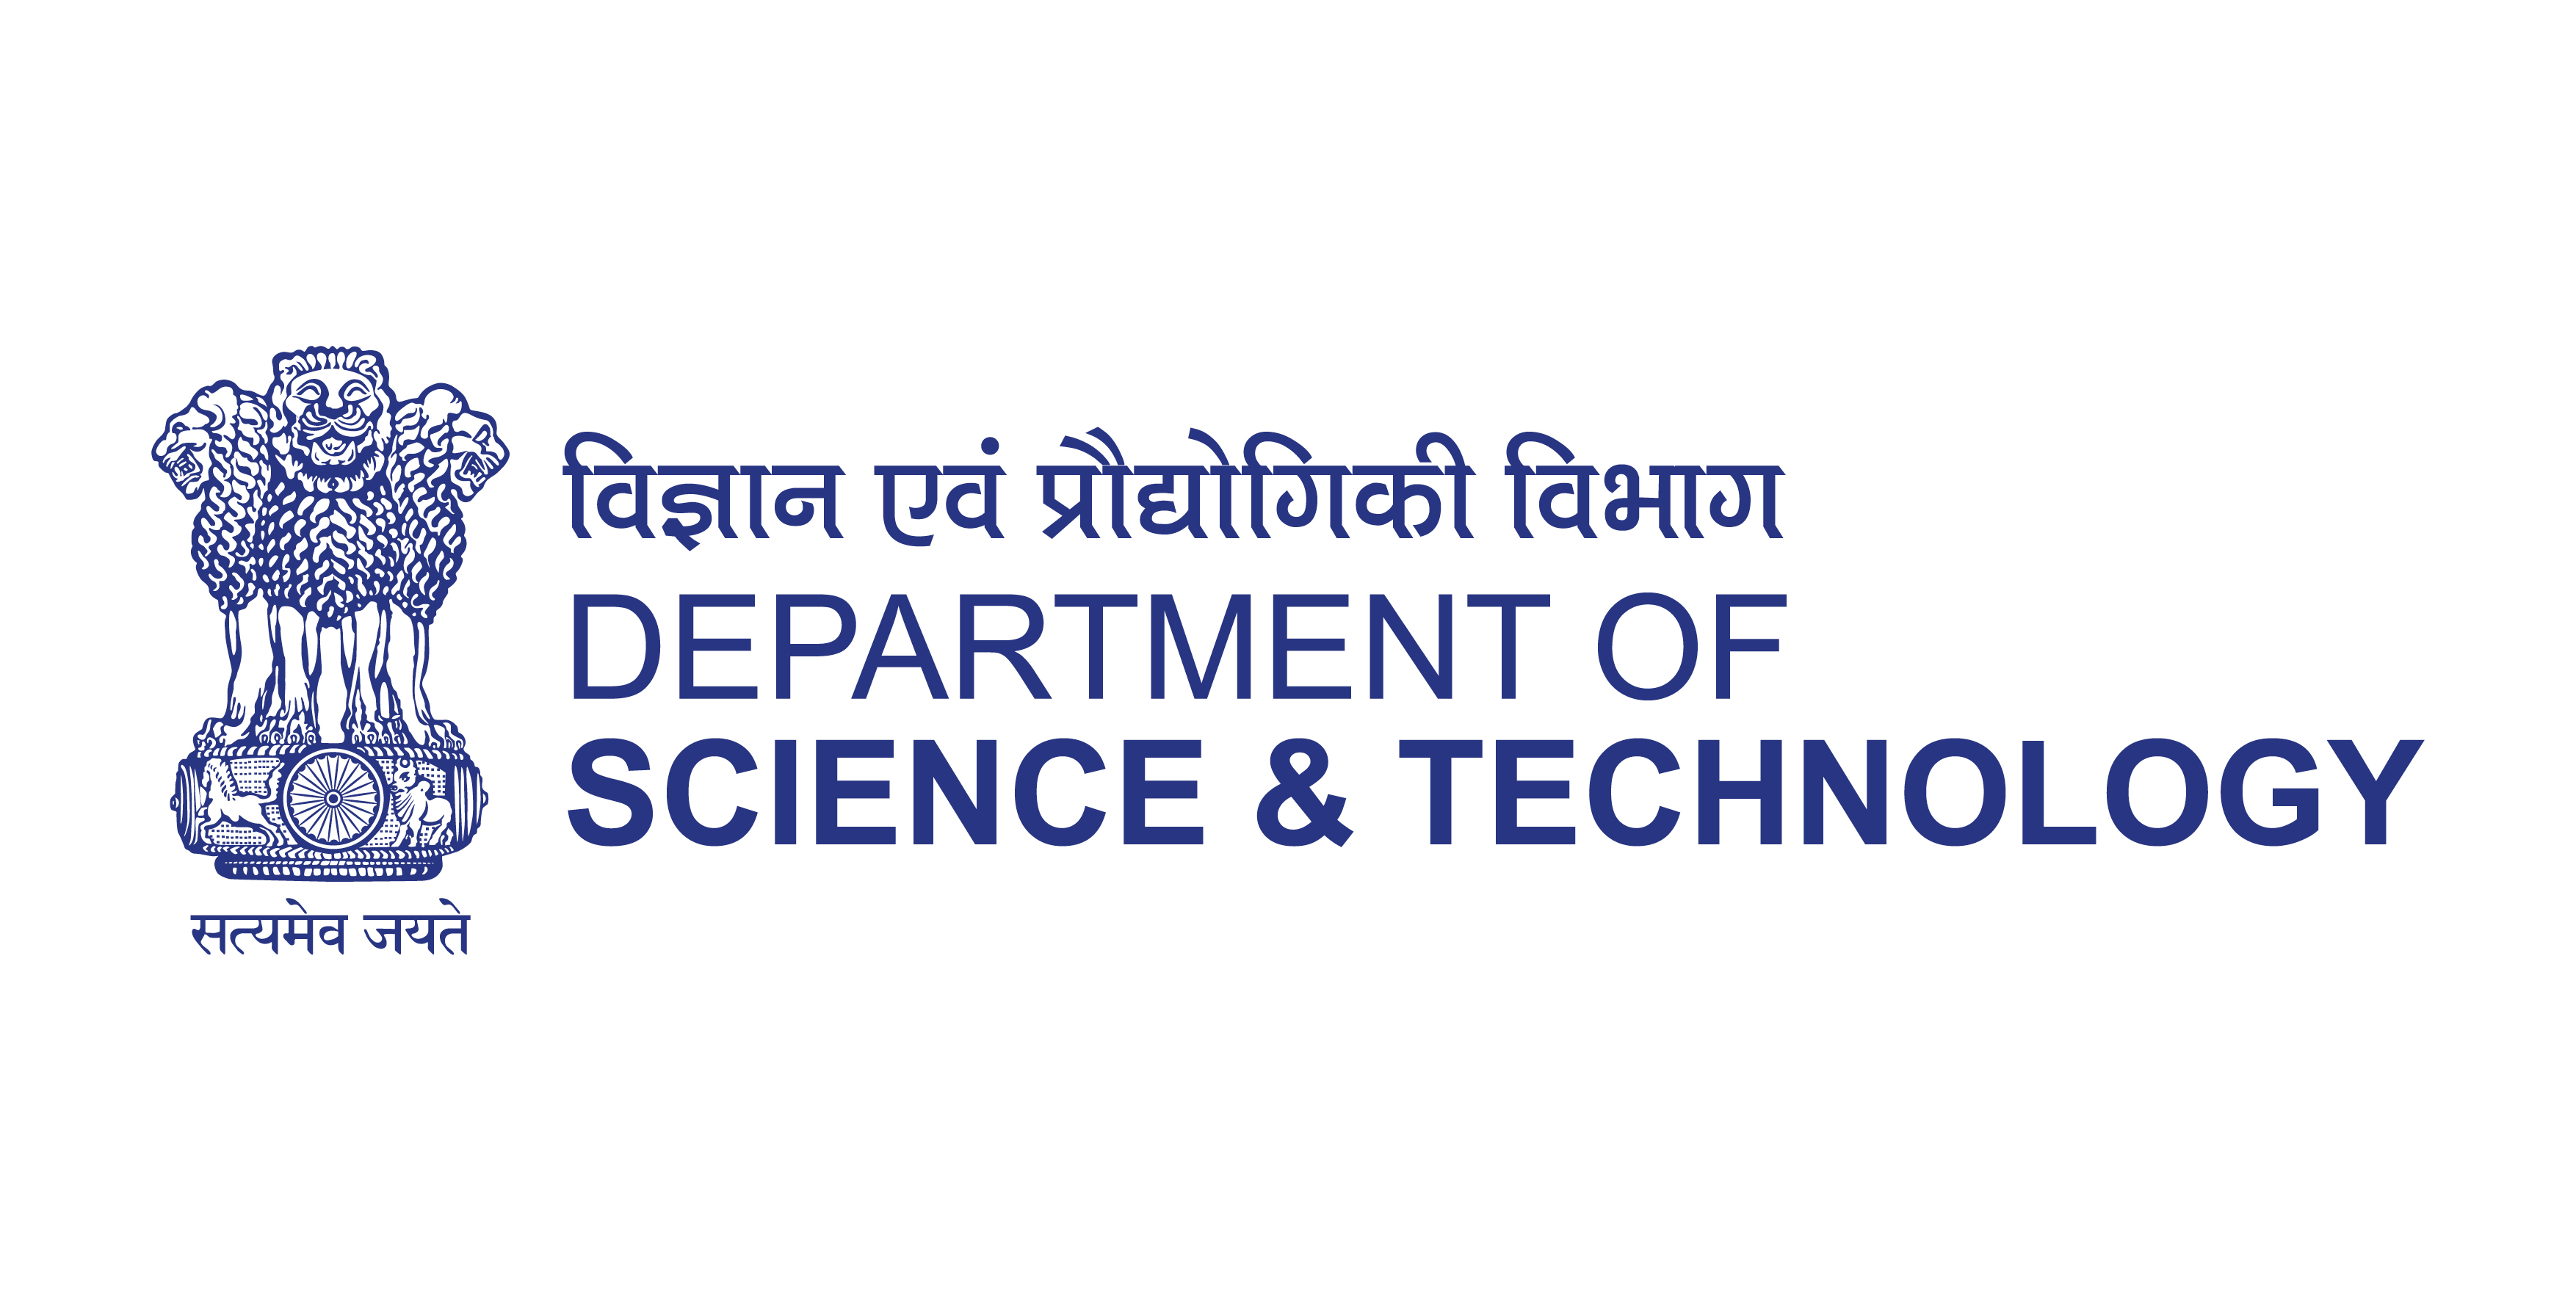 विज्ञान एवं प्रौद्योगिकी विभाग
DEPARTMENT OF
SCIENCE & TECHNOLOGY
सत्यमेव जयते